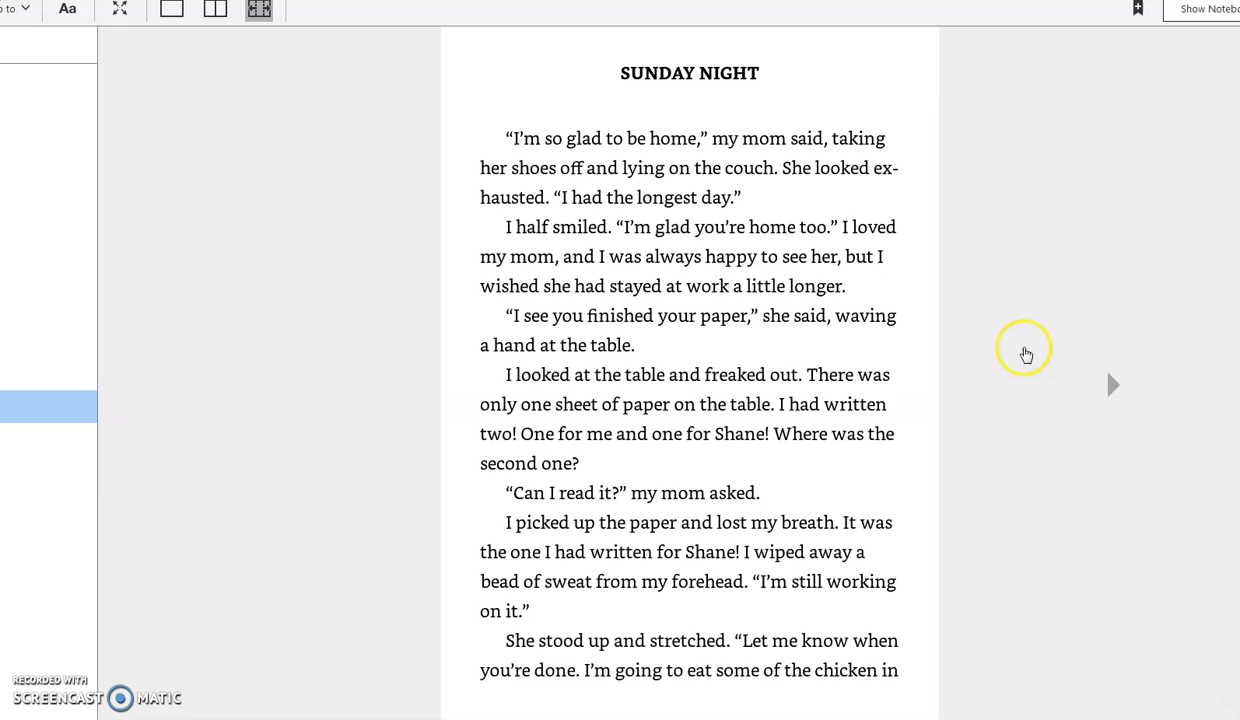 p to
Aa
Show Notebo
SUNDAY NIGHT
“I’m so glad to be home,” my mom said, taking
her shoes off and lying on the couch. She looked ex-
hausted. “I had the longest day.”
I half smiled. “I’m glad you’re home too.” I loved
my mom, and I was always happy to see her, but I
wished she had stayed at work a little longer.
“I see you finished your paper,” she said, waving
a hand at the table.
I looked at the table and freaked out. There was
only one sheet of paper on the table. I had written
two! One for me and one for Shane! Where was the
second one?
“Can I read it?” my mom asked.
I picked up the paper and lost my breath. It was
the one I had written for Shane! I wiped away a
bead of sweat from my forehead. “I’m still working
on it.”
She stood up and stretched. “Let me know when
you’re done. I’m going to eat some of the chicken in
RECORDED WITH
SCREENCAST MATIC